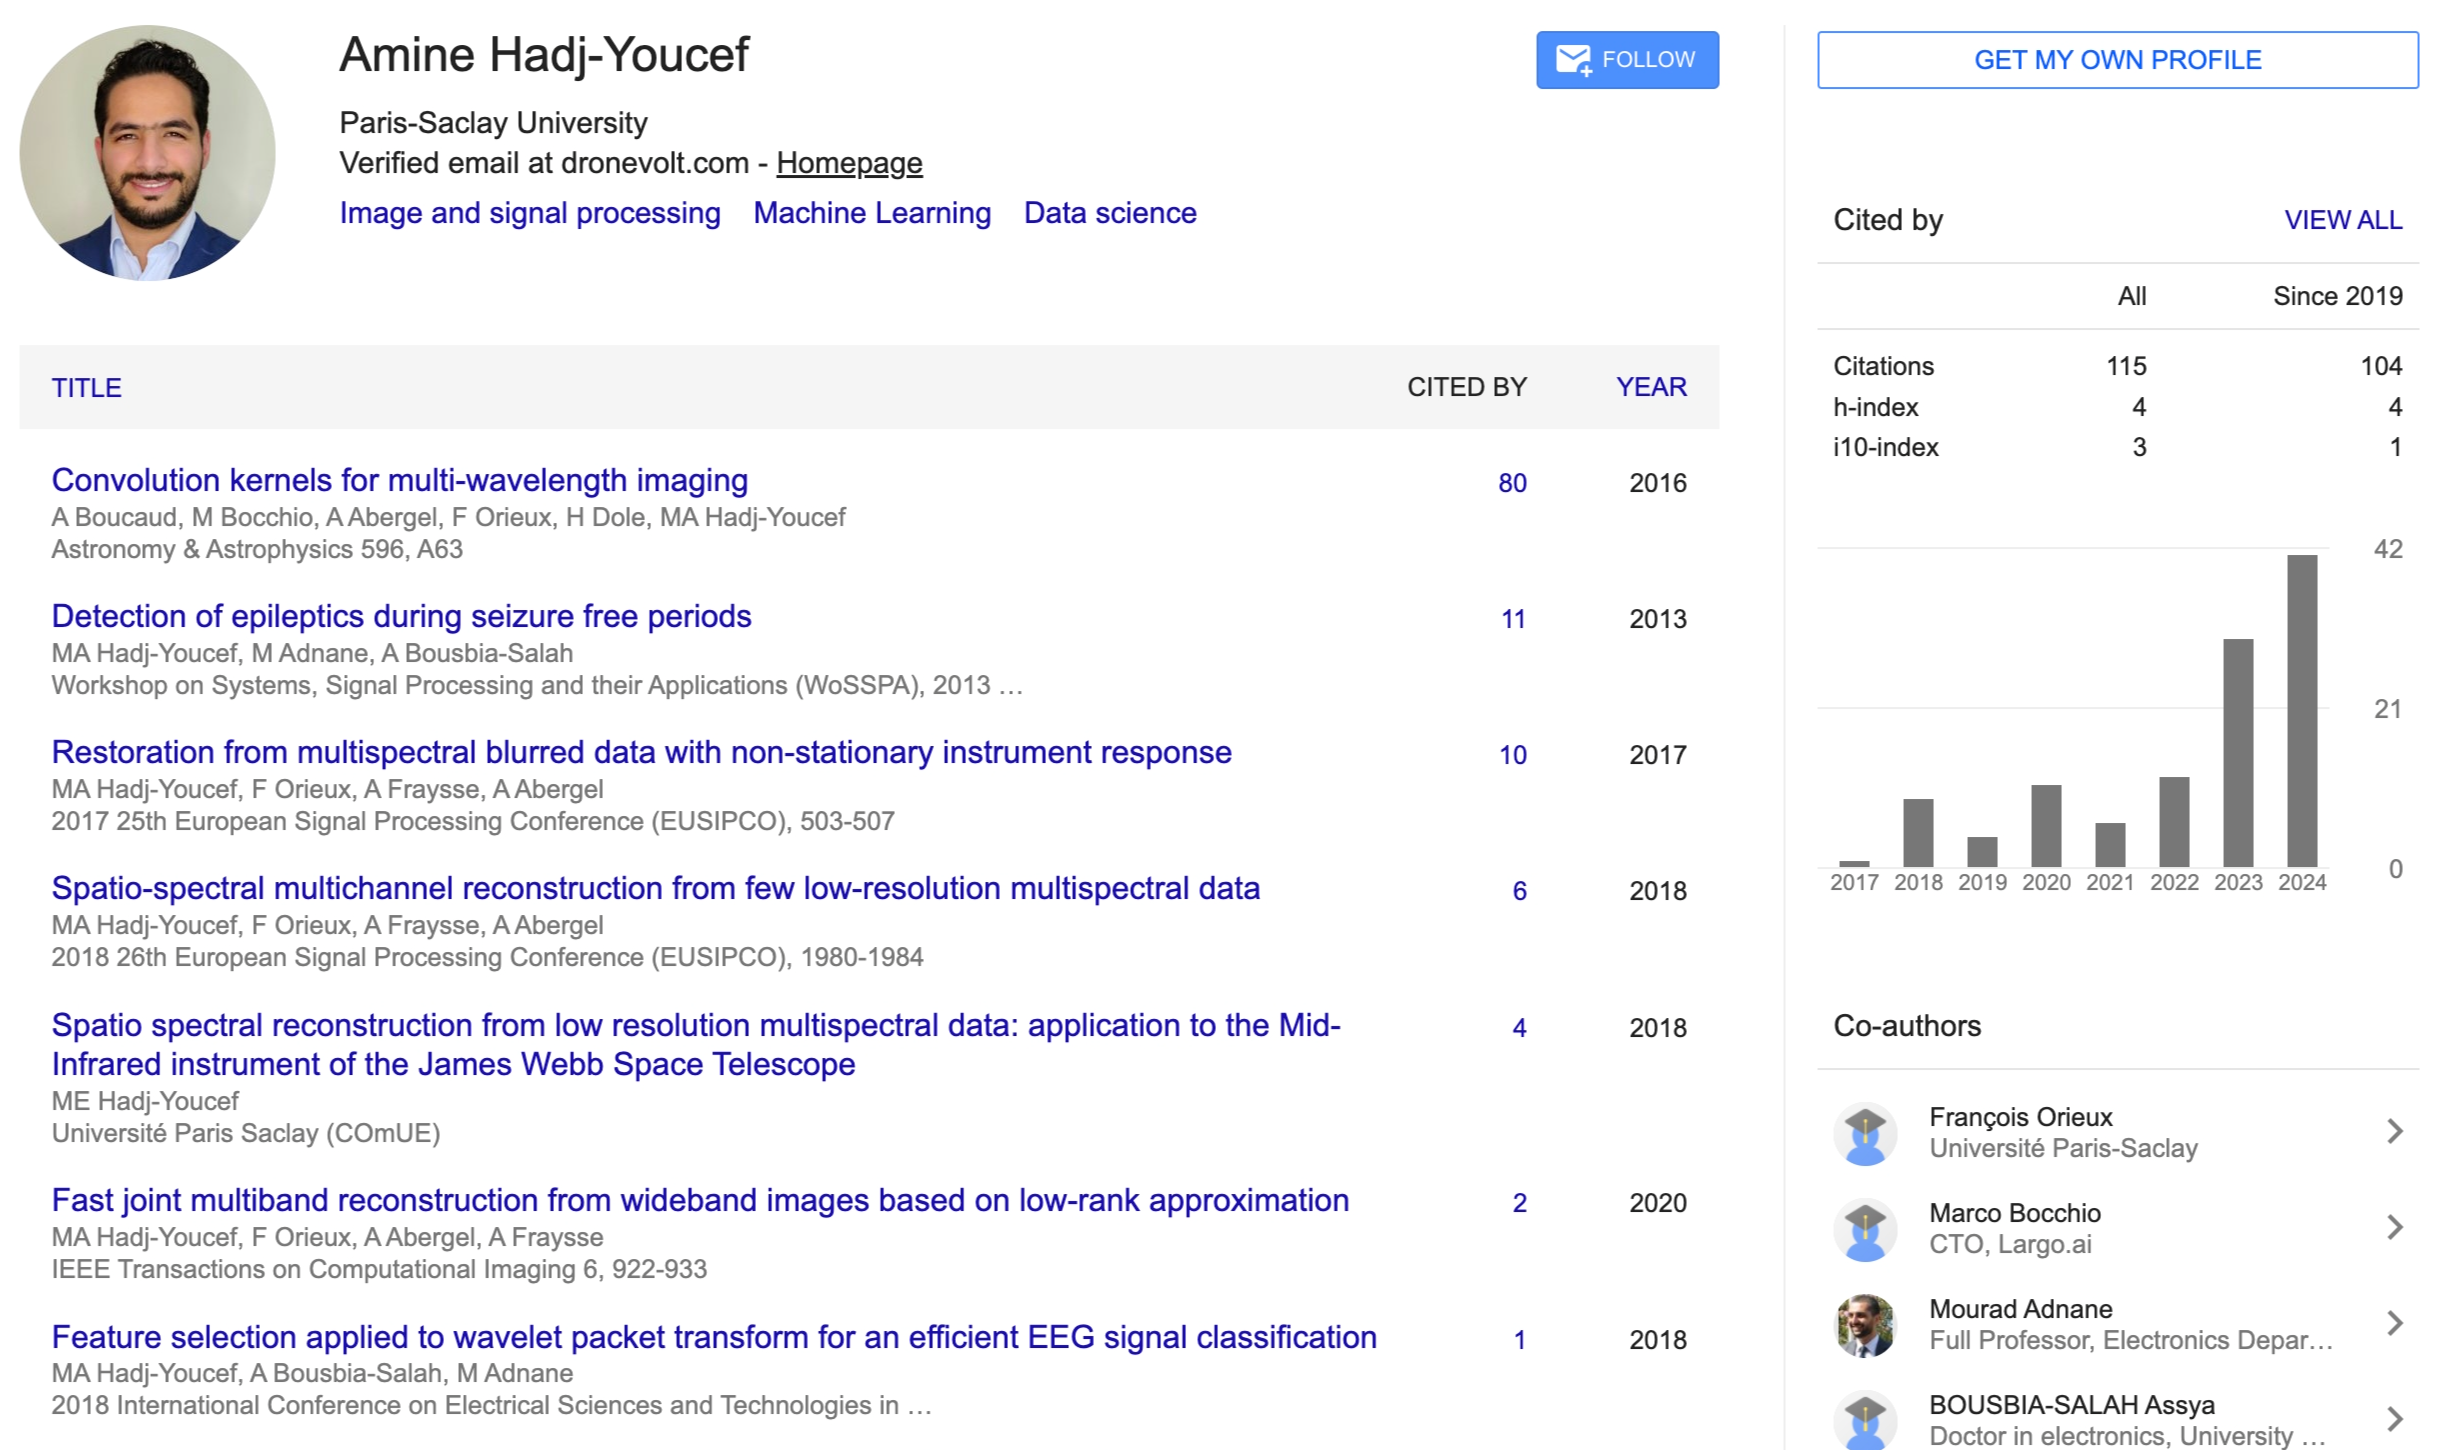 Amine Hadj-Youcef
FOLLOW
Paris-Saclay University
Verified email at dronevolt.com - Homepage
Image and signal processing Machine Learning Data science
TITLE CITED BY YEAR
Convolution kernels for multi-wavelength imaging 80 2016
A Boucaud, M Bocchio, A Abergel, F Orieux, H Dole, MA Hadj-Youcef
Astronomy & Astrophysics 596, A63
Detection of epileptics during seizure free periods 11 2013
MA Hadj-Youcef, M Adnane, A Bousbia-Salah
Workshop on Systems, Signal Processing and their Applications (WoSSPA), 2013 …
Restoration from multispectral blurred data with non-stationary instrument response 10 2017
MA Hadj-Youcef, F Orieux, A Fraysse, A Abergel
2017 25th European Signal Processing Conference (EUSIPCO), 503-507
Spatio-spectral multichannel reconstruction from few low-resolution multispectral data 6 2018
MA Hadj-Youcef, F Orieux, A Fraysse, A Abergel
2018 26th European Signal Processing Conference (EUSIPCO), 1980-1984
Spatio spectral reconstruction from low resolution multispectral data: application to the Mid- 4 2018
Infrared instrument of the James Webb Space Telescope
ME Hadj-Youcef
Université Paris Saclay (COmUE)
Fast joint multiband reconstruction from wideband images based on low-rank approximation 2 2020
MA Hadj-Youcef, F Orieux, A Abergel, A Fraysse
IEEE Transactions on Computational Imaging 6, 922-933
Feature selection applied to wavelet packet transform for an efficient EEG signal classification 1 2018
MA Hadj-Youcef, A Bousbia-Salah, M Adnane
2018 International Conference on Electrical Sciences and Technologies in …
GET MY OWN PROFILE
Cited by VIEW ALL
All Since 2019
Citations 115 104
h-index 4 4
i10-index 3 1
42
21
0
2017 2018 2019 2020 2021 2022 2023 2024
Co-authors
François Orieux
Université Paris-Saclay
Marco Bocchio
CTO, Largo.ai
Mourad Adnane
Full Professor, Electronics Depar…
BOUSBIA-SALAH Assya
Doctor in electronics, University …